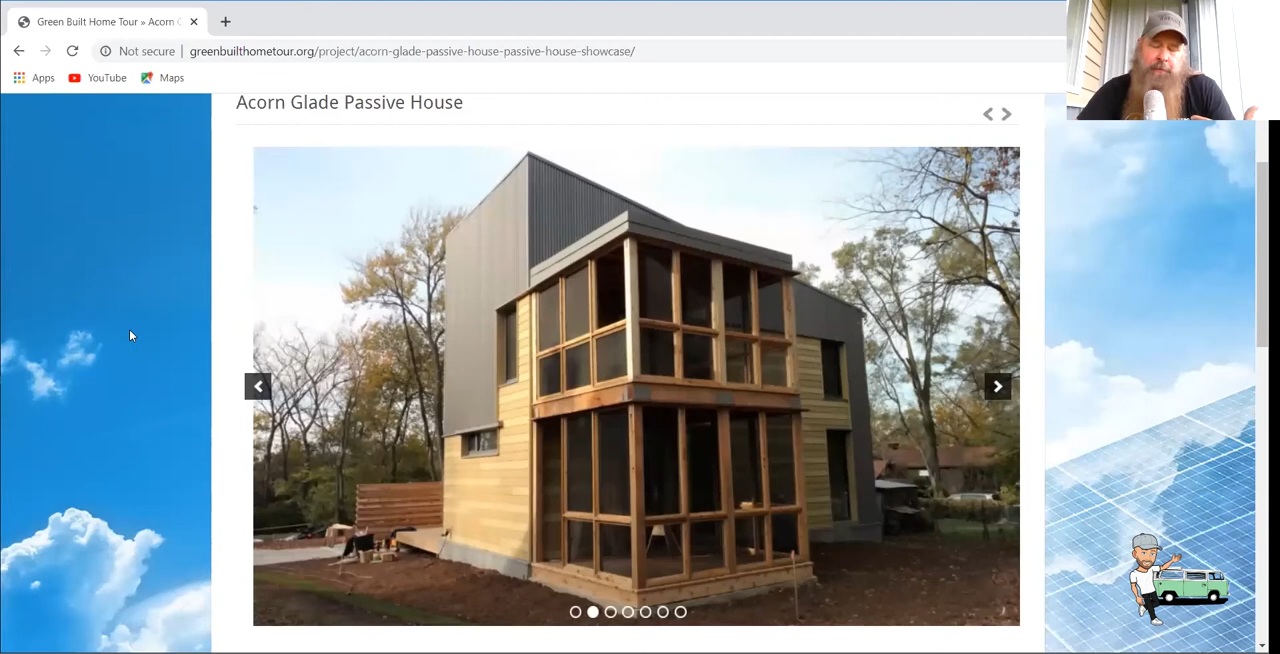 Green Built Home Tour » Acorn G
Not secure | greenbuilthometour.org/project/acorn-glade-passive-house-passive-house-showcase/
Apps YouTube Maps
Acorn Glade Passive House